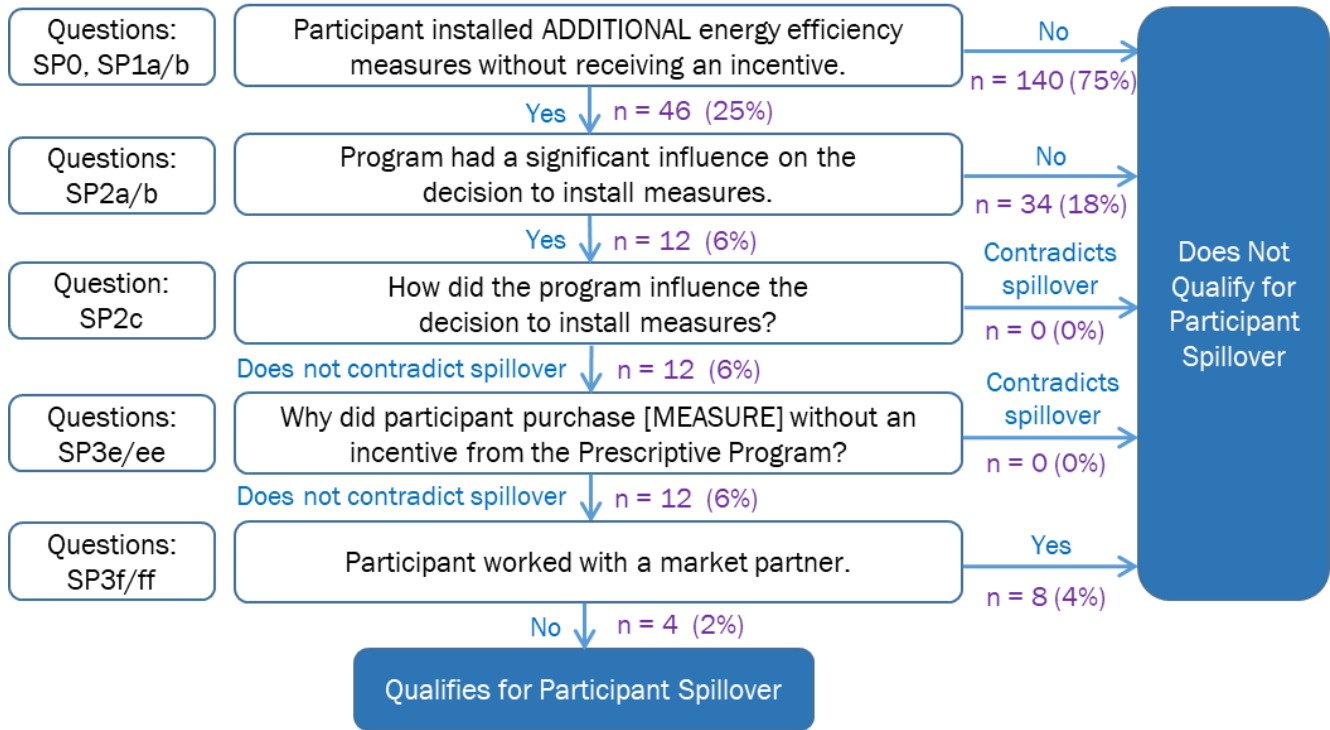 Questions:
SP0, SP1a/b
Participant installed ADDITIONAL energy efficiency
measures without receiving an incentive.
No
n = 140 (75%)
Yes
n = 46 (25%)
Questions:
SP2a/b
Program had a significant influence on the
decision to install measures.
No
n = 34 (18%)
Yes
n = 12 (6%)
Question:
SP2c
How did the program influence the
decision to install measures?
Contradicts
spillover
n = 0 (0%)
Does not contradict spillover
n = 12 (6%)
Questions:
SP3e/ee
Why did participant purchase [MEASURE] without an
incentive from the Prescriptive Program?
Contradicts
spillover
n = 0 (0%)
Does not contradict spillover
n = 12 (6%)
Questions:
SP3f/ff
Participant worked with a market partner.
Yes
n = 8 (4%)
No
n = 4 (2%)
Qualifies for Participant Spillover
Does Not
Qualify for
Participant
Spillover